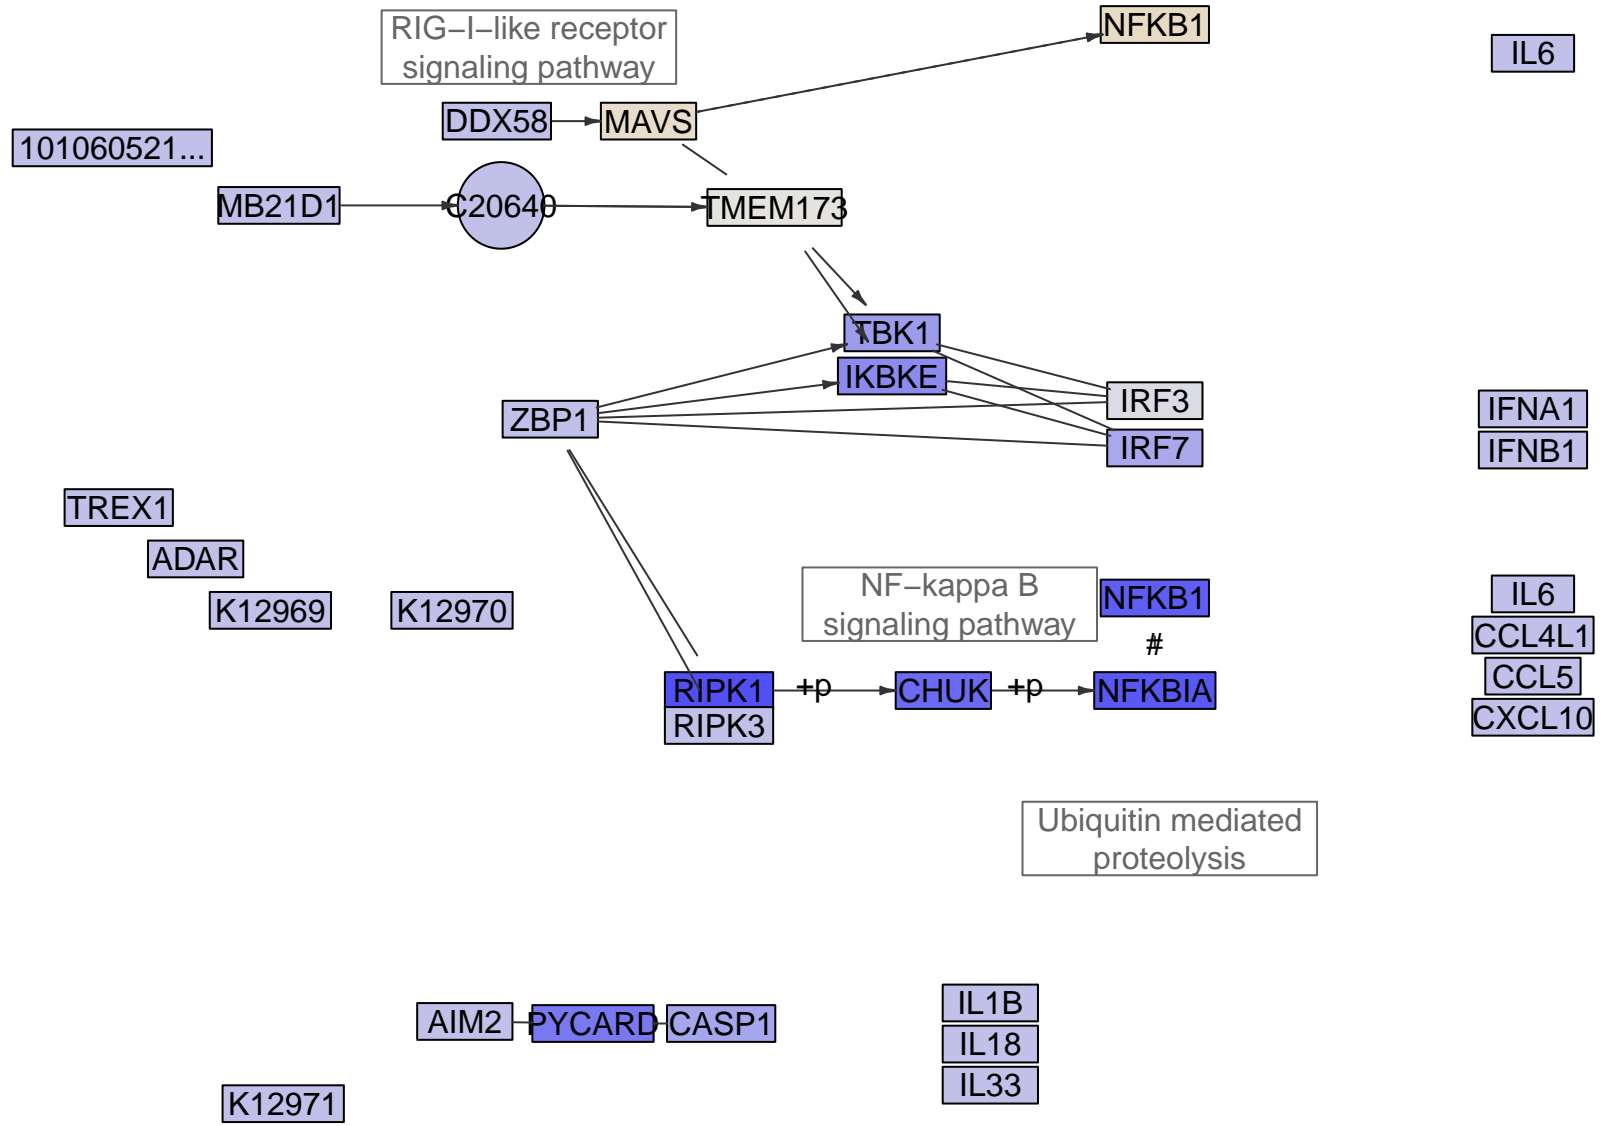 RIG−I−like receptor
signaling pathway
NFKB1
IL6
DDX58
MAVS
101060521...
MB21D1
C20640
TMEM173
TBK1
IKBKE
ZBP1
IRF3
IRF7
IFNA1
IFNB1
TREX1
ADAR
K12969
K12970
NF−kappa B
signaling pathway
NFKB1
#
IL6
CCL4L1
CCL5
CXCL10
RIPK1
+p
CHUK
+p
NFKBIA
RIPK3
Ubiquitin mediated
proteolysis
AIM2
PYCARD
CASP1
IL1B
IL18
IL33
K12971